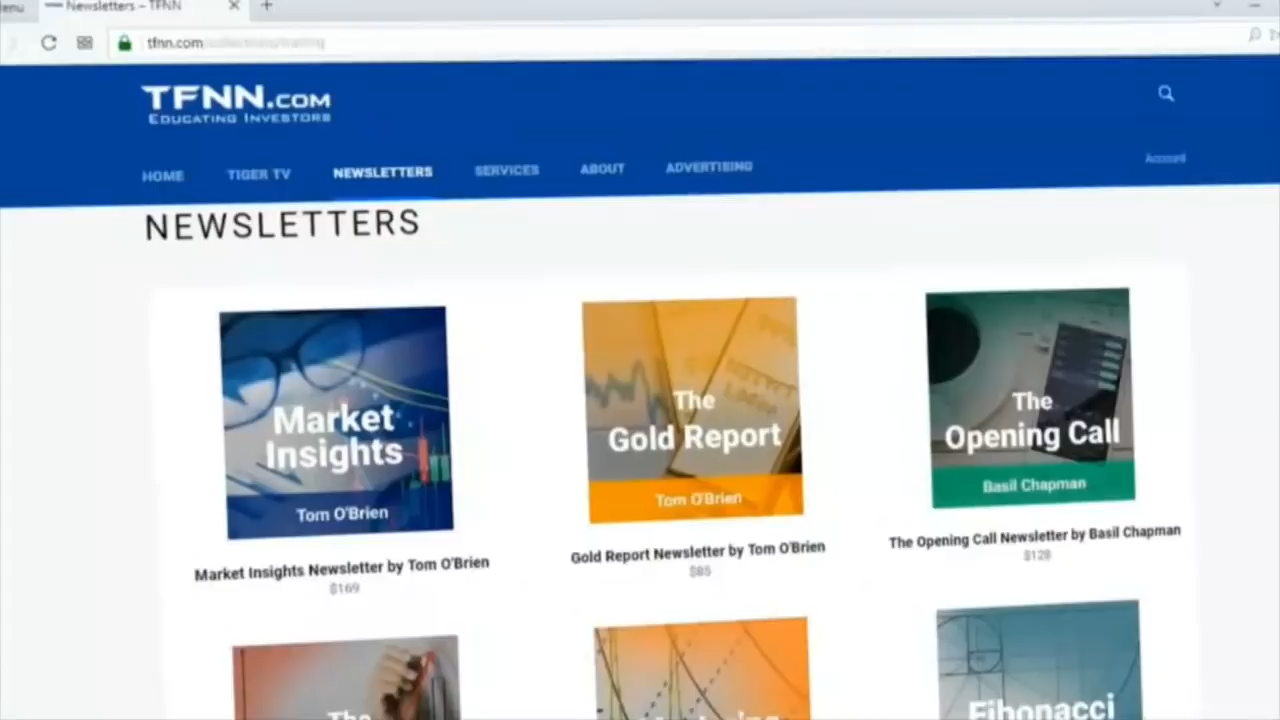 Newsletters – TFNN
tfnn.com
TFNN.COM
EDUCATING INVESTORS
HOME
TIGER TV
NEWSLETTERS
SERVICES
ABOUT
ADVERTISING
Account
NEWSLETTERS
Market
Insights
Tom O'Brien
Market Insights Newsletter by Tom O'Brien
$169
The
Gold Report
Tom O'Brien
Gold Report Newsletter by Tom O'Brien
$85
The
Opening Call
Basil Chapman
The Opening Call Newsletter by Basil Chapman
$128
The
Fibonacci